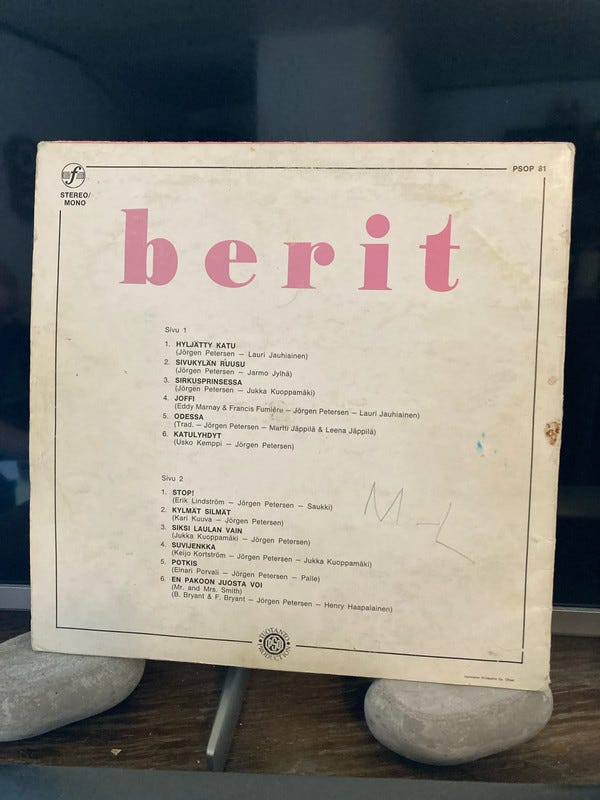 f
PSOP 81
STEREO/
MONO
berit
Sivu 1
1. HYLJÄTTY KATU
(Jörgen Petersen – Lauri Jauhiainen)
2. SIVUKYLÄN RUUSU
(Jörgen Petersen – Jarmo Jylhä)
3. SIRKUSPRINSESSA
(Jörgen Petersen – Jukka Kuoppamäki)
4. JOFFI
(Eddy Marnay & Francis Fumiére – Jörgen Petersen – Lauri Jauhiainen)
5. ODESSA
(Trad. – Jörgen Petersen – Martti Jäppilä & Leena Jäppilä)
6. KATULYHDYT
(Usko Kemppi – Jörgen Petersen)
Sivu 2
1. STOP!
(Erik Lindström – Jörgen Petersen – Saukki)
2. KYLMÄT SILMÄT
(Kari Kuuva – Jörgen Petersen)
3. SIKSI LAULAN VAIN
(Jukka Kuoppamäki – Jörgen Petersen)
4. SUVIJENKKA
(Keijo Kortström – Jörgen Petersen – Jukka Kuoppamäki)
5. POTKIS
(Einari Porvali – Jörgen Petersen – Palle)
6. EN PAKOON JUOSTA VOI
(Mr. and Mrs. Smith)
(B. Bryant & F. Bryant – Jörgen Petersen – Henry Haapalainen)
M-L
TUOTANTO
PRODUCTION